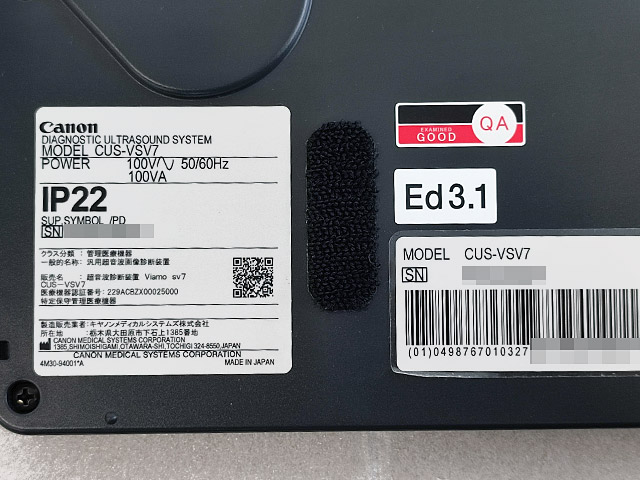 Canon
DIAGNOSTIC ULTRASOUND SYSTEM
MODEL CUS-VSV7
POWER 100V 50/60Hz
100VA
IP22
SUP.SYMBOL /PD
SN
クラス分類 : 管理医療機器
一般的名称: 汎用超音波画像診断装置
販売名 : 超音波診断装置 Viamo sv7
CUS-VSV7
医療機器認証番号: 229ACBZX00025000
特定保守管理医療機器
製造販売業者: キヤノンメディカルシステムズ株式会社
所在地 :栃木県大田原市下石上1385番地
CANON MEDICAL SYSTEMS CORPORATION
1385,SHIMOISHIGAMI,OTAWARA-SHI,TOCHIGI 324-8550,JAPAN
CANON MEDICAL SYSTEMS CORPORATION
4M30-94001*A MADE IN JAPAN
EXAMINED
GOOD
QA
Ed 3.1
MODEL CUS-VSV7
SN
(01)0498767010327